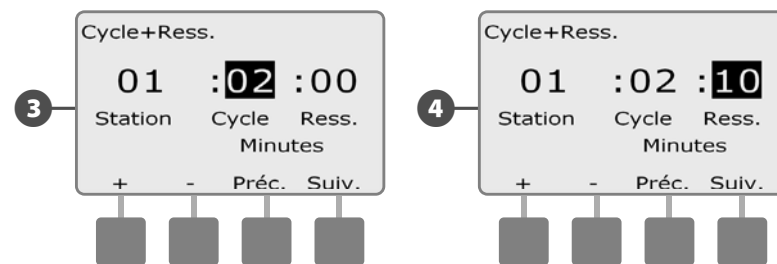 3
Cycle+Ress.
01 :02 :00
Station Cycle Ress.
Minutes
+ - Préc. Suiv.
4
Cycle+Ress.
01 :02 :10
Station Cycle Ress.
Minutes
+ - Préc. Suiv.